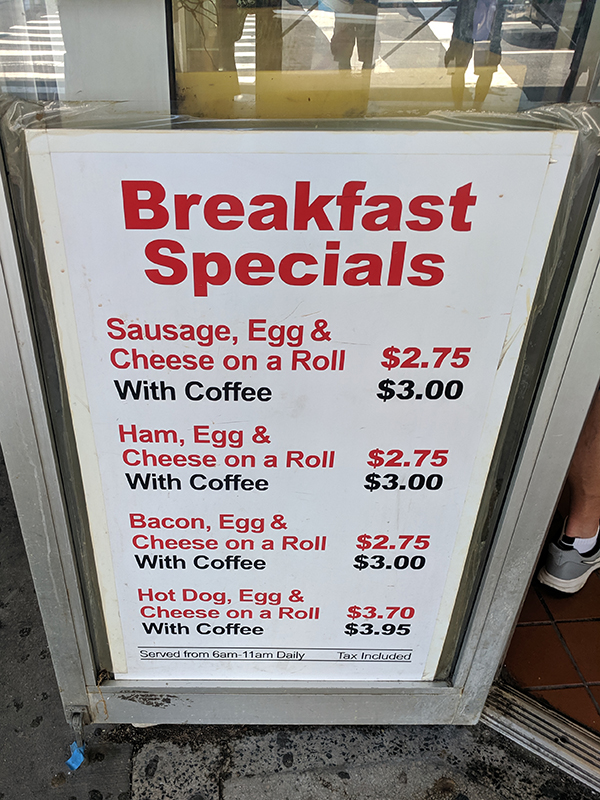 Breakfast
Specials
Sausage, Egg &
Cheese on a Roll $2.75
With Coffee $3.00
Ham, Egg &
Cheese on a Roll $2.75
With Coffee $3.00
Bacon, Egg &
Cheese on a Roll $2.75
With Coffee $3.00
Hot Dog, Egg &
Cheese on a Roll $3.70
With Coffee $3.95
Served from 6am-11am Daily Tax Included